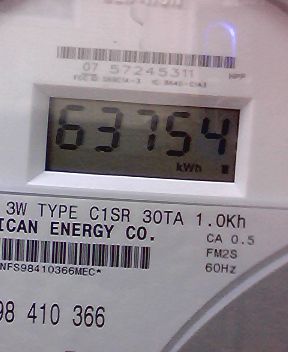 07 57245311 HPP
63754
kWh
3W TYPE C1SR 30TA 1.0Kh
ICAN ENERGY CO.
CA 0.5
FM2S
60Hz
NFS98410366MEC*
98 410 366